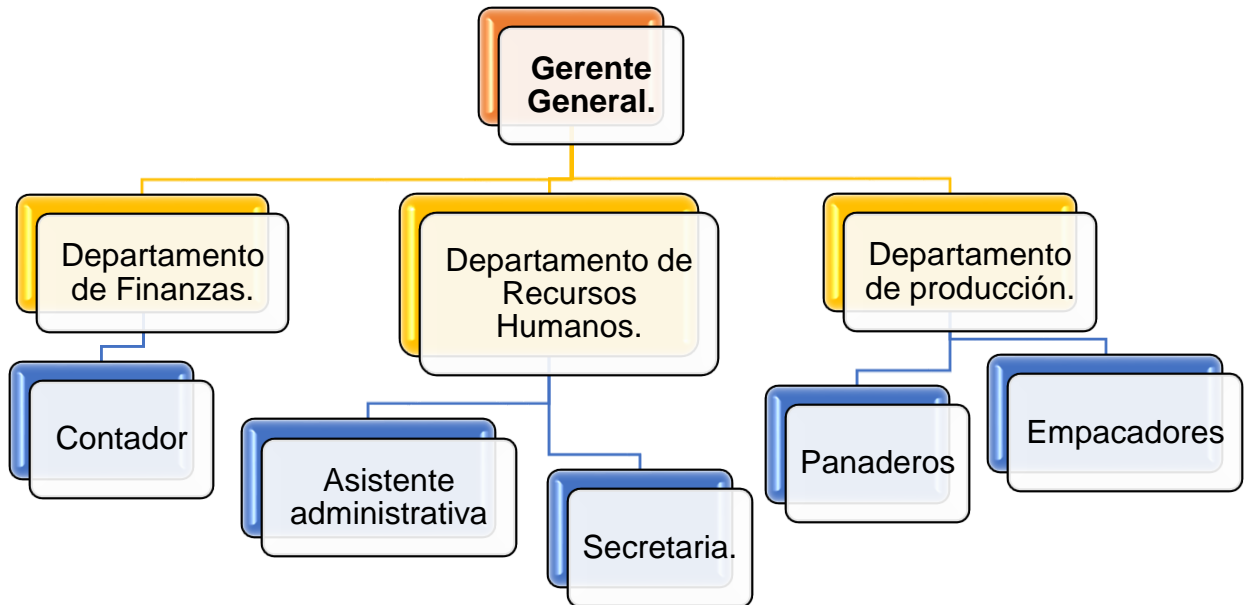 Gerente
General.
Departamento
de Finanzas.
Departamento de
Recursos
Humanos.
Departamento
de producción.
Contador
Asistente
administrativa
Secretaria.
Panaderos
Empacadores